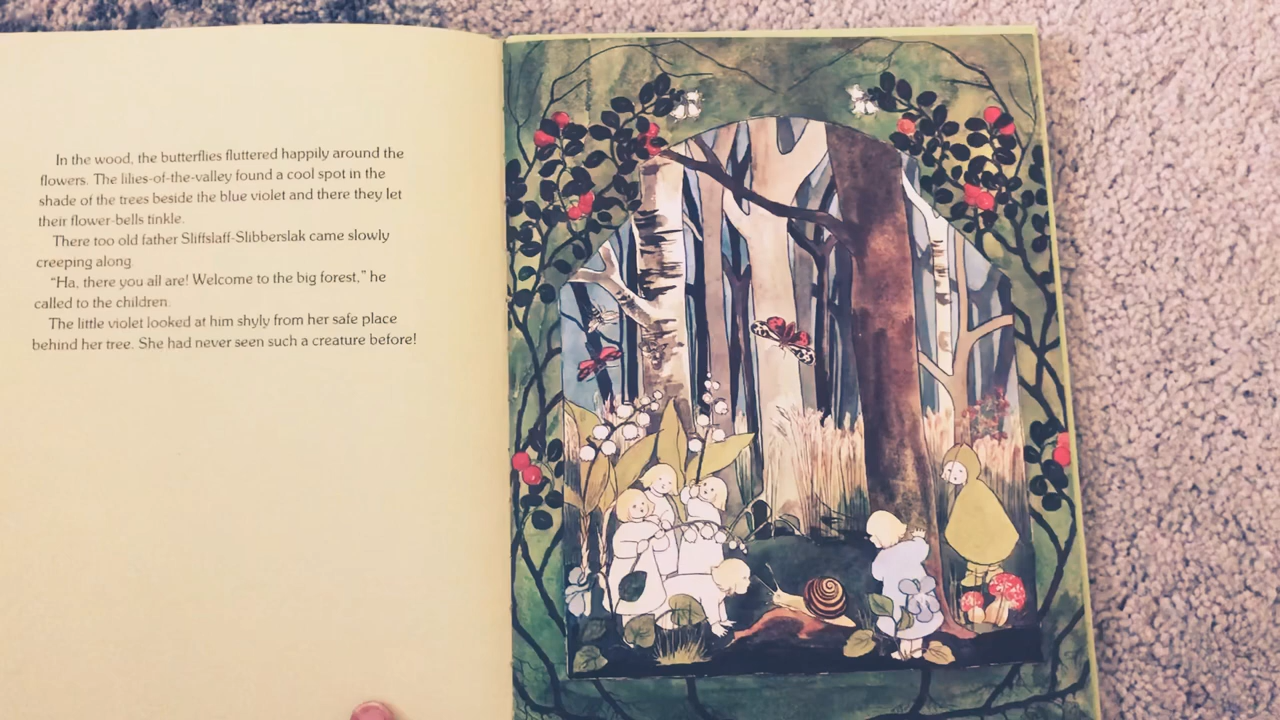 In the wood, the butterflies fluttered happily around the
flowers. The lilies-of-the-valley found a cool spot in the
shade of the trees beside the blue violet and there they let
their flower-bells tinkle.
There too old father Sliffslaff-Slibberslak came slowly
creeping along.
“Ha, there you all are! Welcome to the big forest,” he
called to the children.
The little violet looked at him shyly from her safe place
behind her tree. She had never seen such a creature before!